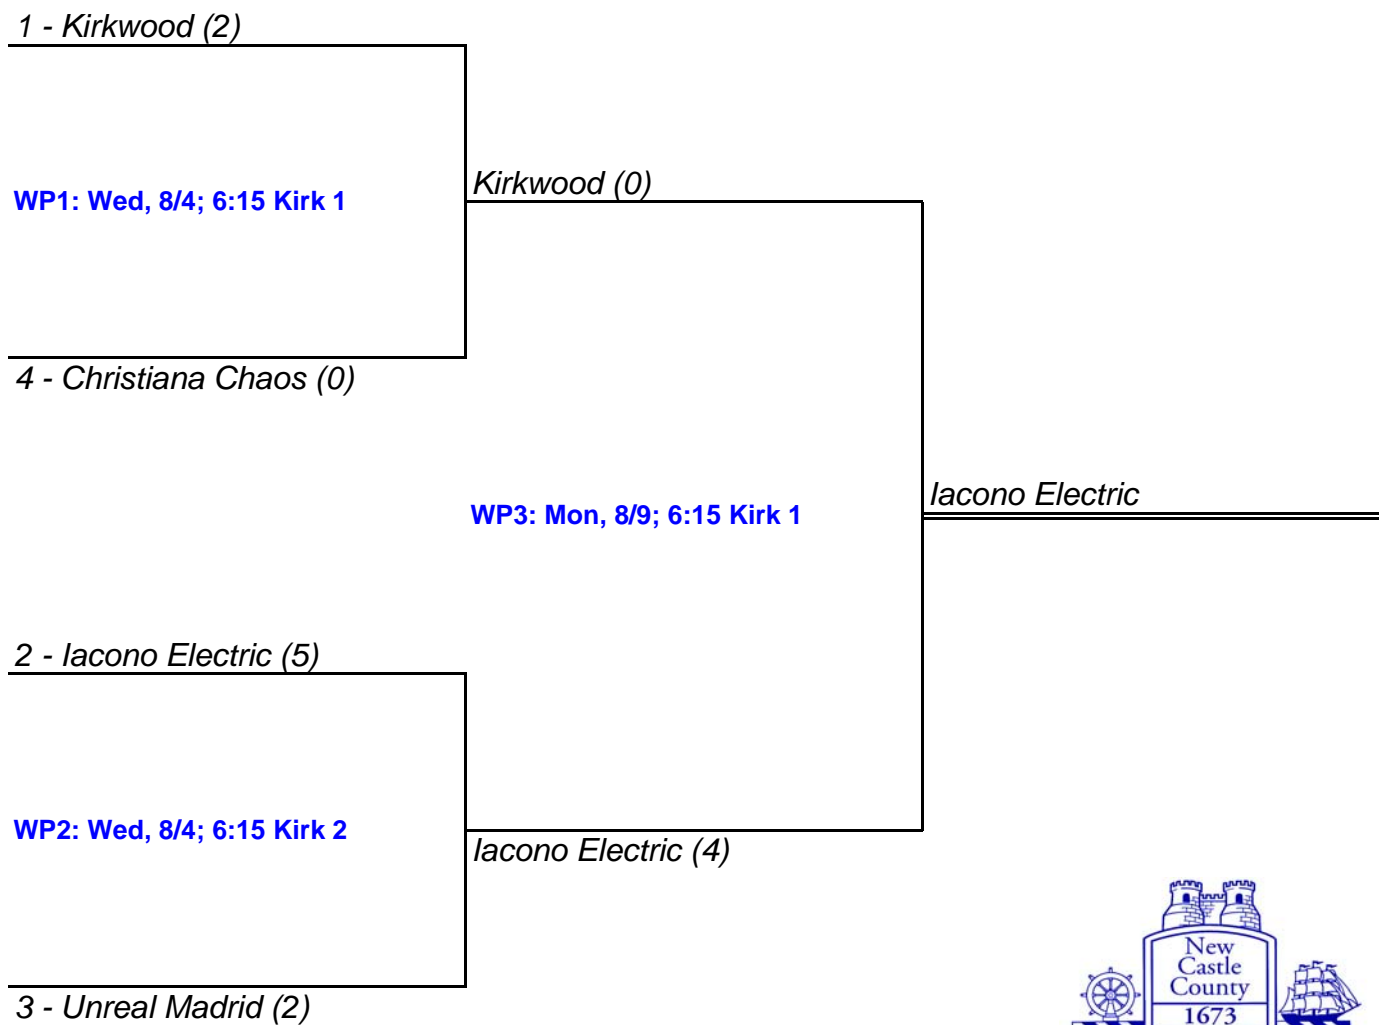 1 - Kirkwood (2)
Kirkwood (0)
WP1: Wed, 8/4; 6:15 Kirk 1
4 - Christiana Chaos (0)
Iacono Electric
WP3: Mon, 8/9; 6:15 Kirk 1
2 - Iacono Electric (5)
WP2: Wed, 8/4; 6:15 Kirk 2
Iacono Electric (4)
3 - Unreal Madrid (2)
New
Castle
County
1673